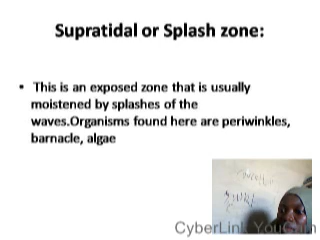 Supratidal or Splash zone:
• This is an exposed zone that is usually
moistened by splashes of the
waves.Organisms found here are periwinkles,
barnacle, algae
CyberLink YouCam